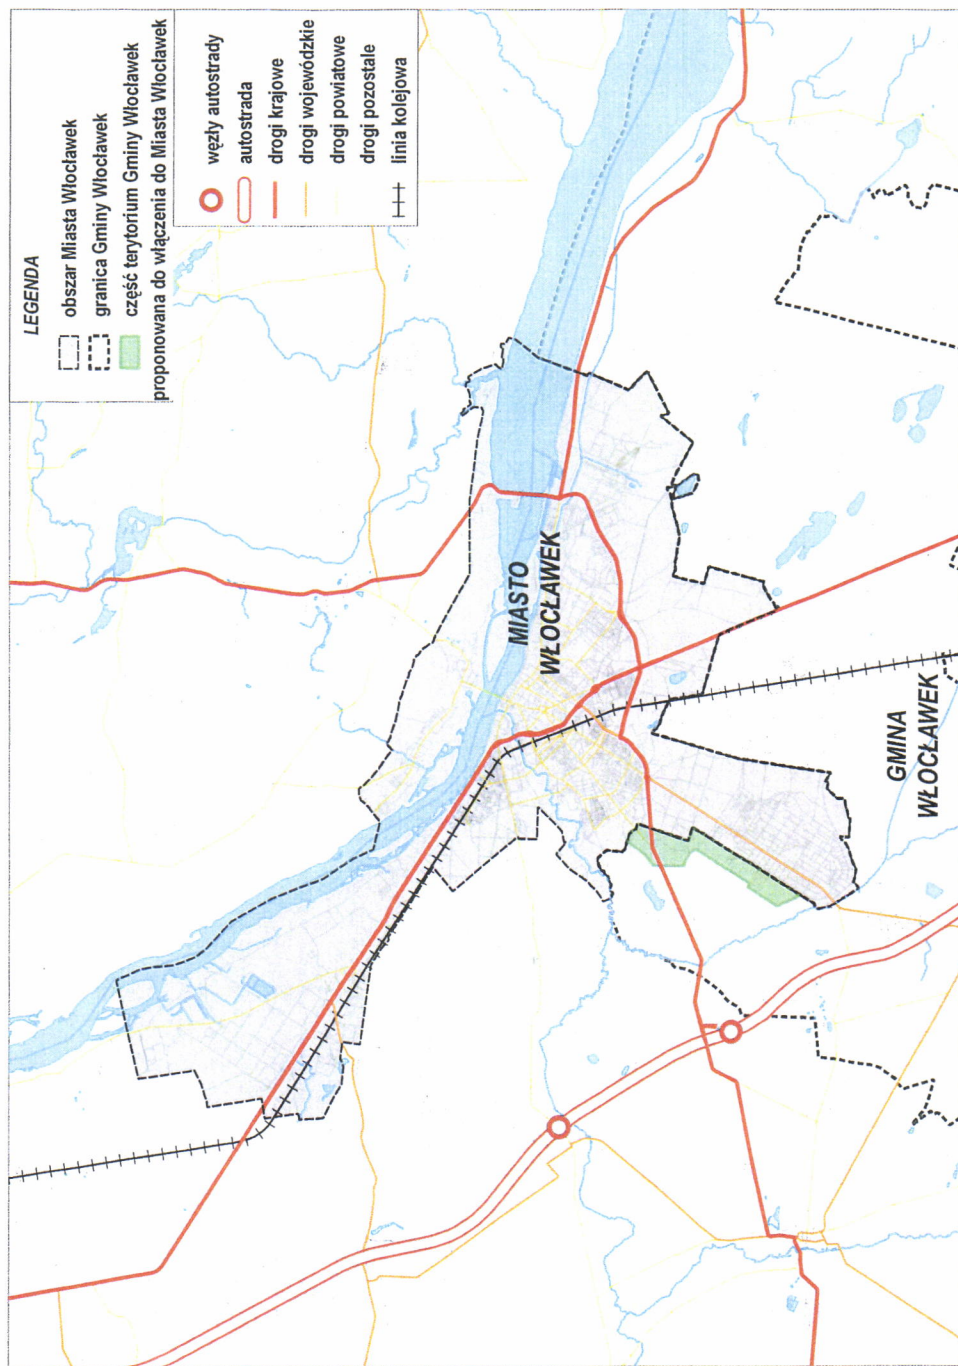 LEGENDA
obszar Miasta Włocławek
granica Gminy Włocławek
część terytorium Gminy Włocławek
proponowana do włączenia do Miasta Włocławek
węzły autostrady
autostrada
drogi krajowe
drogi wojewódzkie
drogi powiatowe
drogi pozostałe
linia kolejowa
MIASTO
WŁOCŁAWEK
GMINA
WŁOCŁAWEK